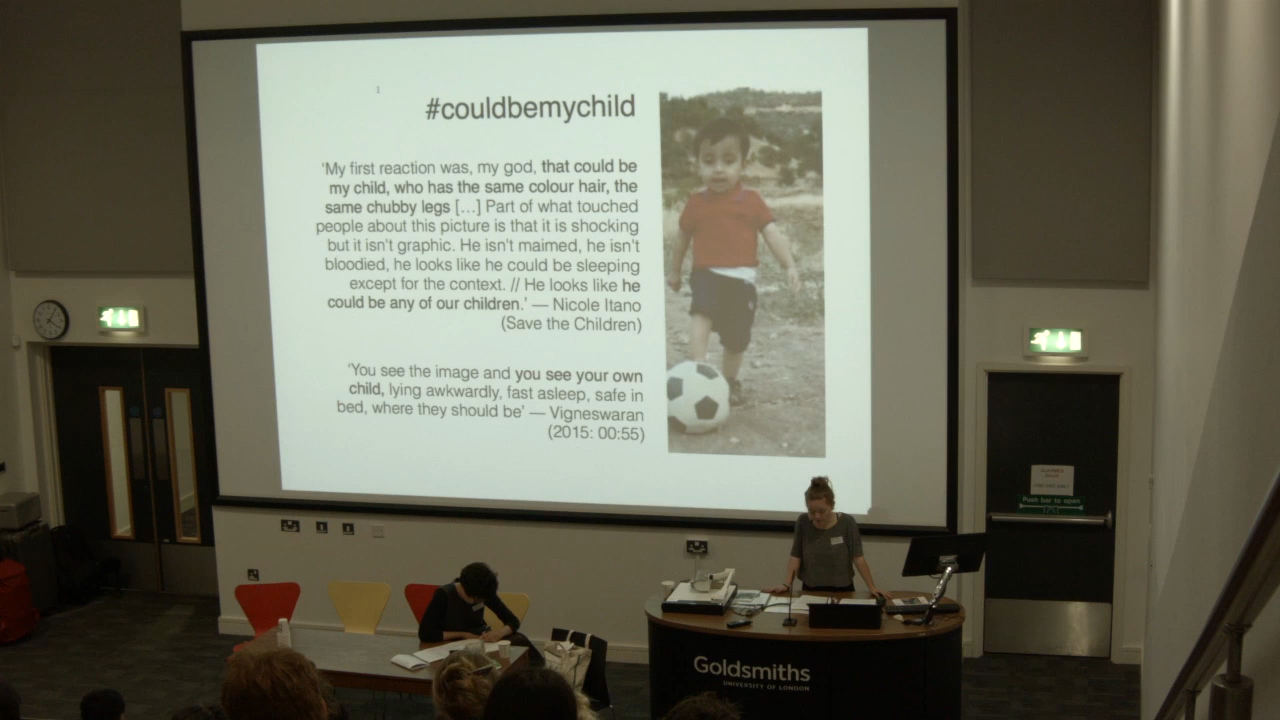 #couldbemychild
'My first reaction was, my god, that could be
my child, who has the same colour hair, the
same chubby legs […] Part of what touched
people about this picture is that it is shocking
but it isn't graphic. He isn't maimed, he isn't
bloodied, he looks like he could be sleeping
except for the context. // He looks like he
could be any of our children.' — Nicole Itano
(Save the Children)
'You see the image and you see your own
child, lying awkwardly, fast asleep, safe in
bed, where they should be' — Vigneswaran
(2015: 00:55)
Push bar to open
Goldsmiths
UNIVERSITY OF LONDON